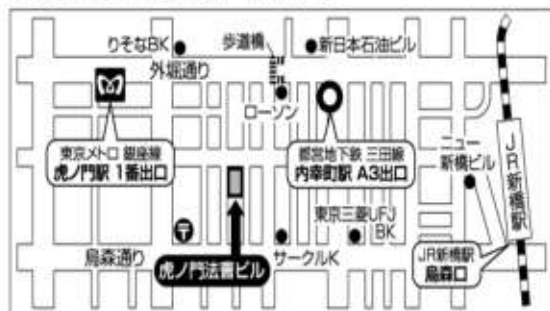 りそなBK
歩道橋
新日本石油ビル
外堀通り
ローソン
東京メトロ 銀座線
虎ノ門駅 1番出口
都営地下鉄 三田線
内幸町駅 A3出口
ニュー
新橋ビル
JR新橋駅
東京三菱UFJ
BK
烏森通り
サークルK
虎ノ門法曹ビル
JR新橋駅
烏森口